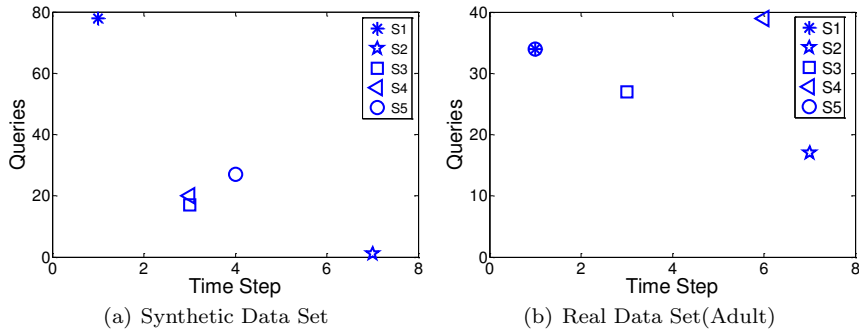 80
60
40
20
0
Queries
0 2 4 6 8
Time Step
S1
S2
S3
S4
S5
(a) Synthetic Data Set
40
30
20
10
0
Queries
0 2 4 6 8
Time Step
S1
S2
S3
S4
S5
(b) Real Data Set(Adult)